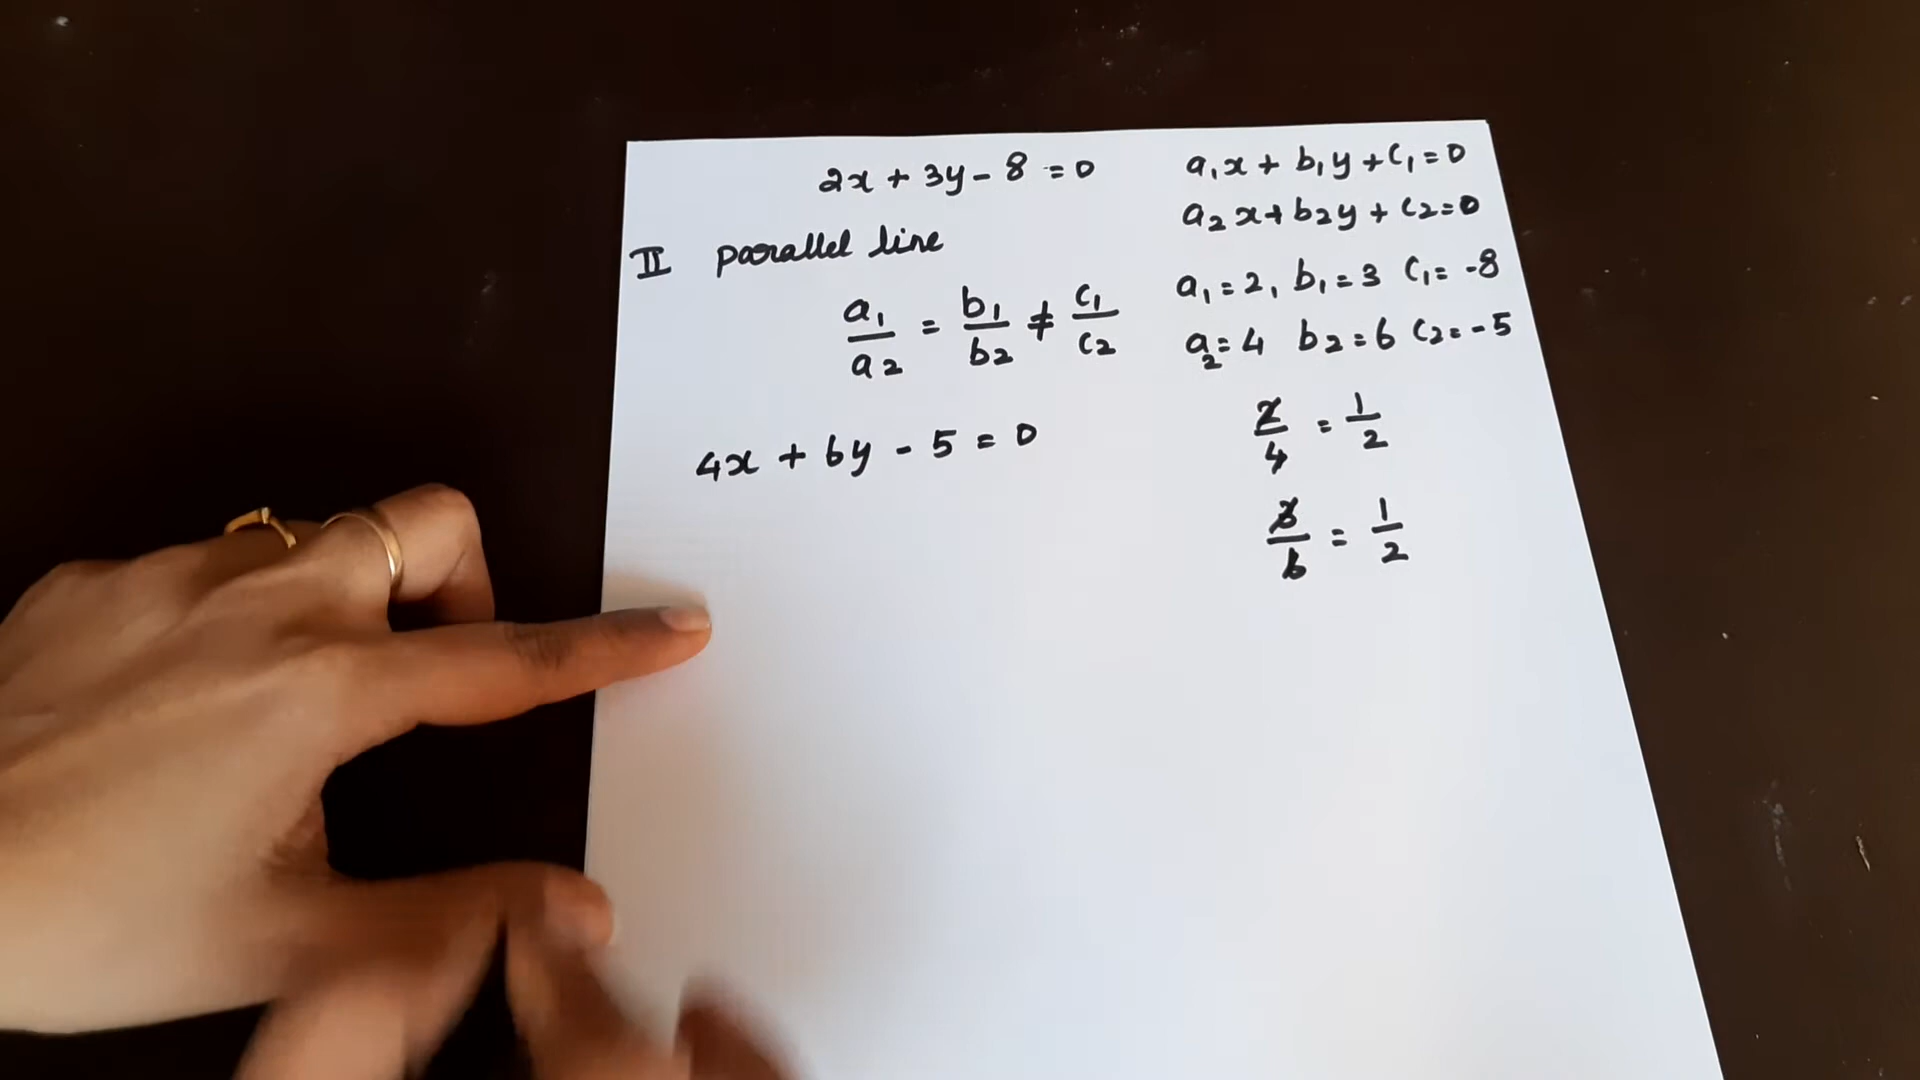 2x + 3y - 8 = 0
II parallel line
a₁/a₂ = b₁/b₂ ≠ c₁/c₂
4x + 6y - 5 = 0
a₁x + b₁y + c₁ = 0
a₂x + b₂y + c₂ = 0
a₁ = 2, b₁ = 3 c₁ = -8
a₂ = 4 b₂ = 6 c₂ = -5
2/4 = 1/2
3/6 = 1/2